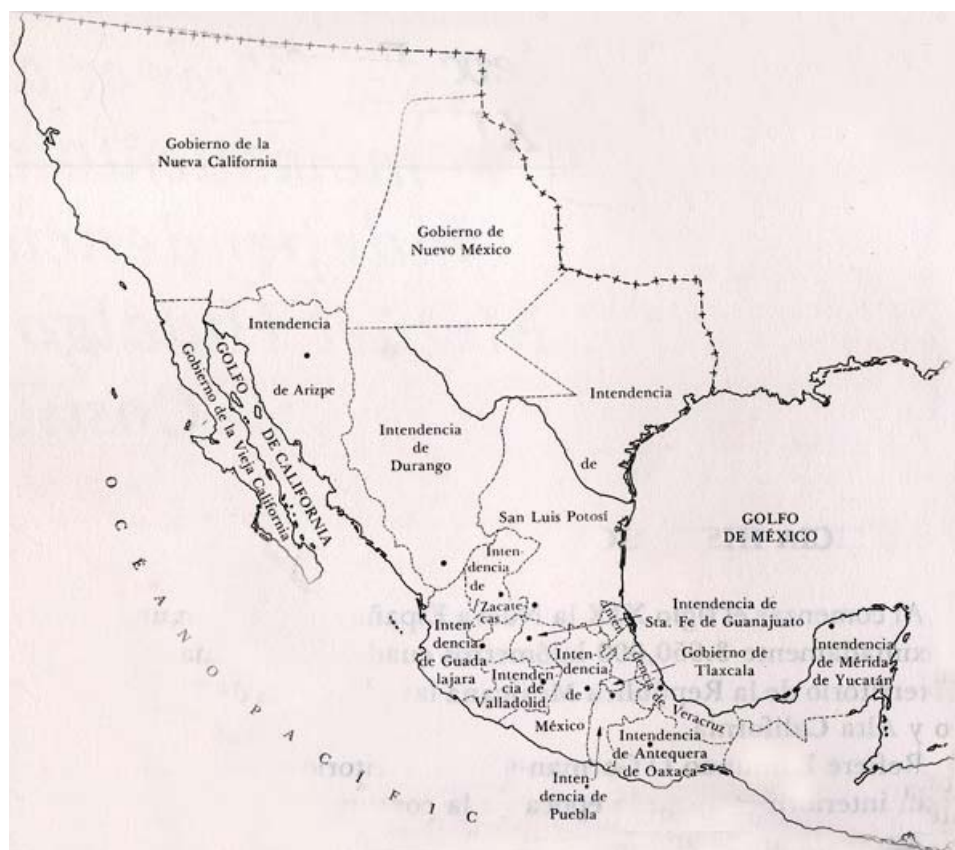 Gobierno de la
Nueva California
Gobierno de
Nuevo México
Intendencia
de Arizpe
GOLFO
DE CALIFORNIA
Gobierno de la Vieja California
Intendencia
de
Durango
Intendencia
de
San Luis Potosí
GOLFO
DE MÉXICO
OCÉANO PACIFIC
Inten-
dencia
de
Zacate-
cas
Inten-
dencia
de Guada
lajara
Intenden-
cia de
Valladolid
Inten-
dencia
de
México
Intendencia de
Sta. Fe de Guanajuato
Gobierno de
Tlaxcala
Intendencia
de Mérida
de Yucatán
Intendencia de Veracruz
Intendencia
de Antequera
de Oaxaca
Inten
dencia de
Puebla